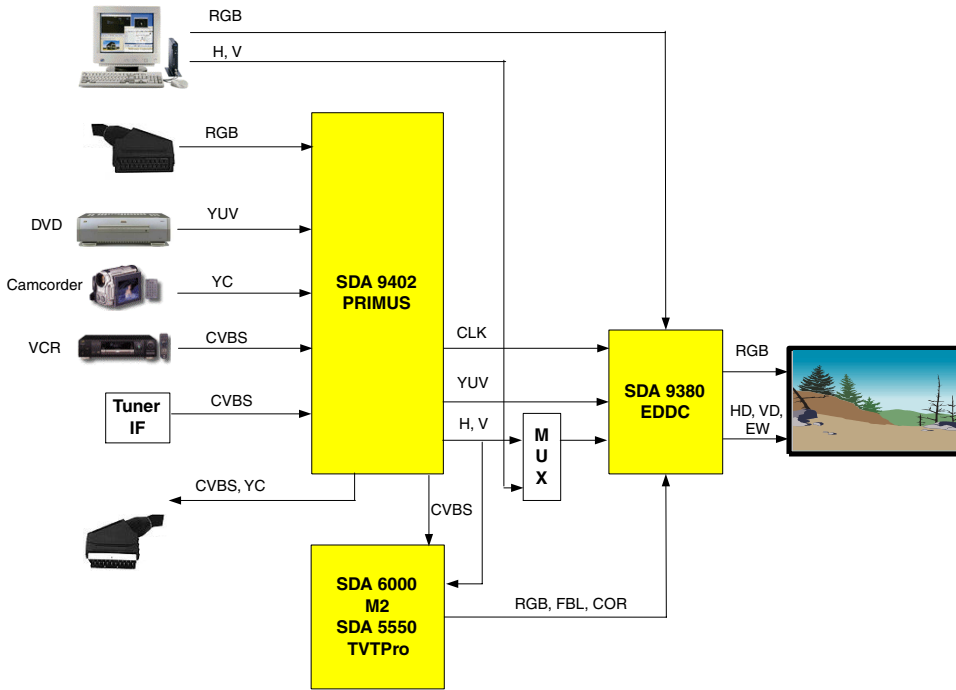 RGB
H, V
RGB
DVD
YUV
Camcorder
YC
VCR
CVBS
Tuner
IF
CVBS
SDA 9402
PRIMUS
CLK
YUV
H, V
M
U
X
SDA 9380
EDDC
RGB
HD, VD,
EW
CVBS, YC
CVBS
SDA 6000
M2
SDA 5550
TVTPro
RGB, FBL, COR